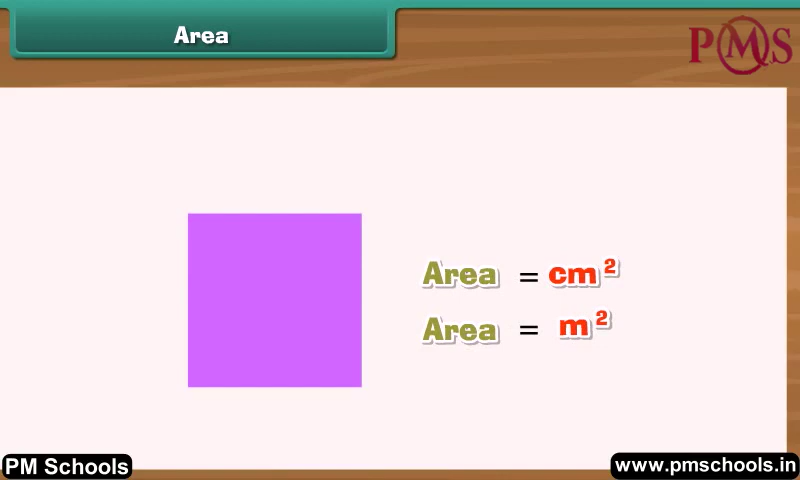 Area
PMS
Area = cm²
Area = m²
PM Schools
www.pmschools.in